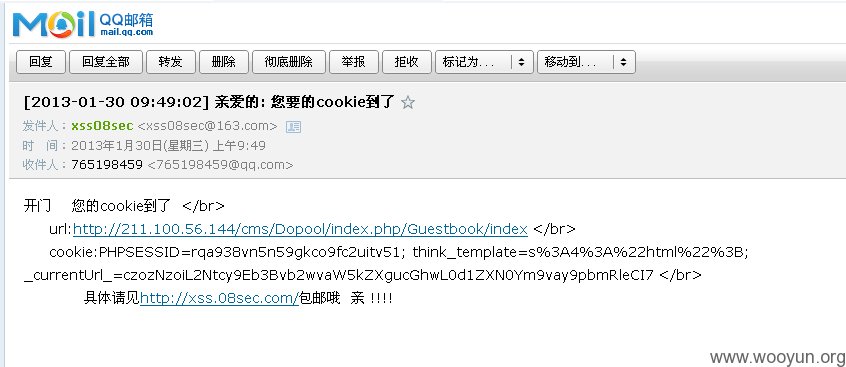 Mail QQ邮箱
mail.qq.com
回复 回复全部 转发 删除 彻底删除 举报 拒收 标记为... 移动到...
[2013-01-30 09:49:02] 亲爱的: 您要的cookie到了 ☆
发件人：xss08sec <xss08sec@163.com>
时 间：2013年1月30日(星期三) 上午9:49
收件人：765198459 <765198459@qq.com>
开门 您的cookie到了 </br>
url:http://211.100.56.144/cms/Dopool/index.php/Guestbook/index </br>
cookie:PHPSESSID=rqa938vn5n59gkco9fc2uitv51; think_template=s%3A4%3A%22html%22%3B;
_currentUrl_=czozNzoiL2Ntcy9Eb3Bvb2wvaW5kZXgucGhwL0d1ZXN0Ym9vay9pbmRleCI7 </br>
具体请见http://xss.08sec.com/包邮哦 亲 !!!!
www.wooyun.org